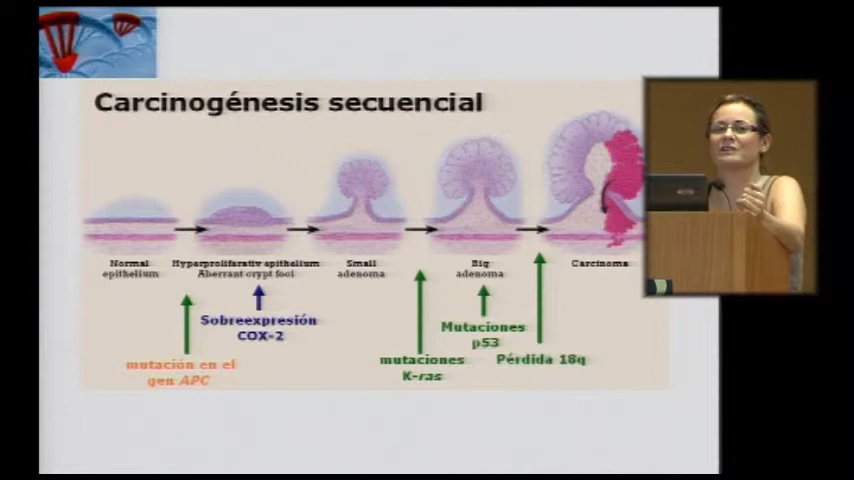 Carcinogénesis secuencial
Normal
epithelium
Hyperproliferativ epithelium
Aberrant crypt foci
Small
adenoma
Big
adenoma
Carcinoma
Sobreexpresión
COX-2
mutación en el
gen APC
mutaciones
K-ras
Mutaciones
p53
Pérdida 18q